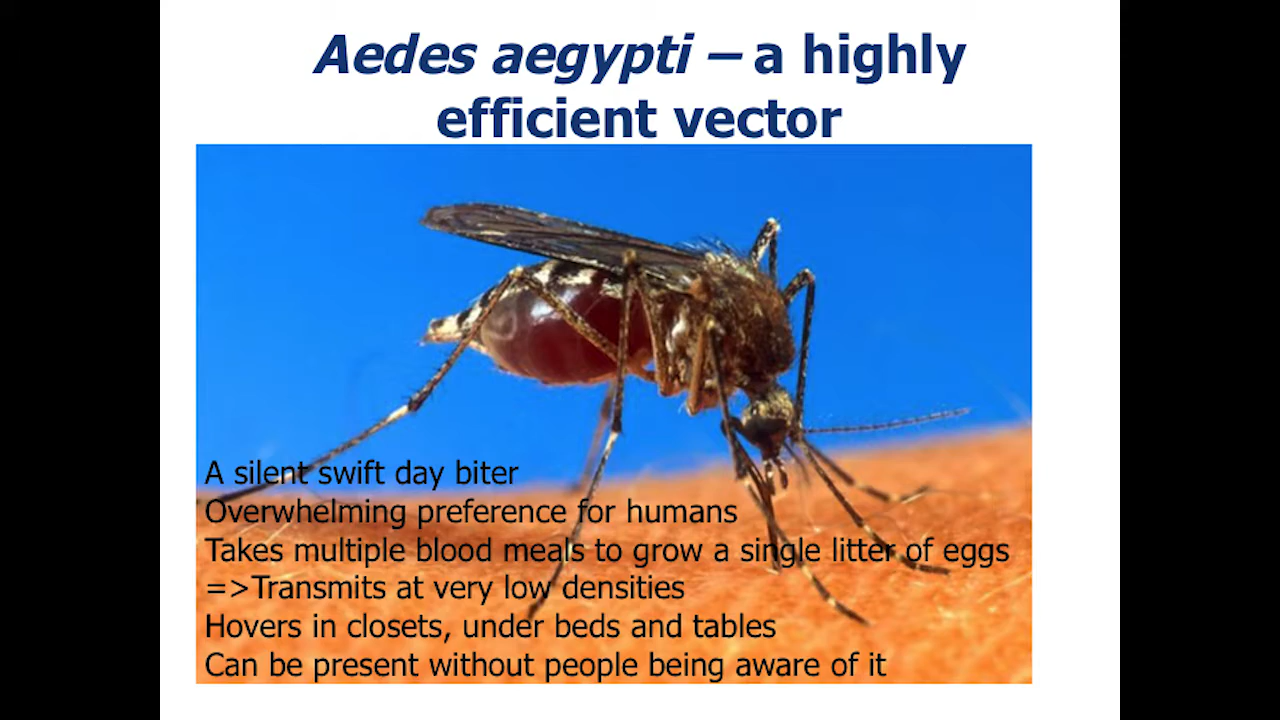 Aedes aegypti – a highly
efficient vector
A silent swift day biter
Overwhelming preference for humans
Takes multiple blood meals to grow a single litter of eggs
=>Transmits at very low densities
Hovers in closets, under beds and tables
Can be present without people being aware of it